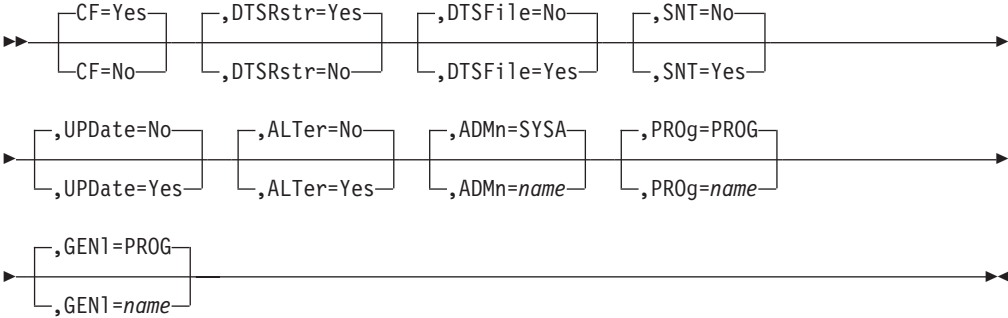 CF=Yes ,DTSRstr=Yes ,DTSFile=No ,SNT=No
CF=No ,DTSRstr=No ,DTSFile=Yes ,SNT=Yes
,UPDate=No ,ALTer=No ,ADMn=SYSA ,PROg=PROG
,UPDate=Yes ,ALTer=Yes ,ADMn=name ,PROg=name
,GENl=PROG
,GENl=name